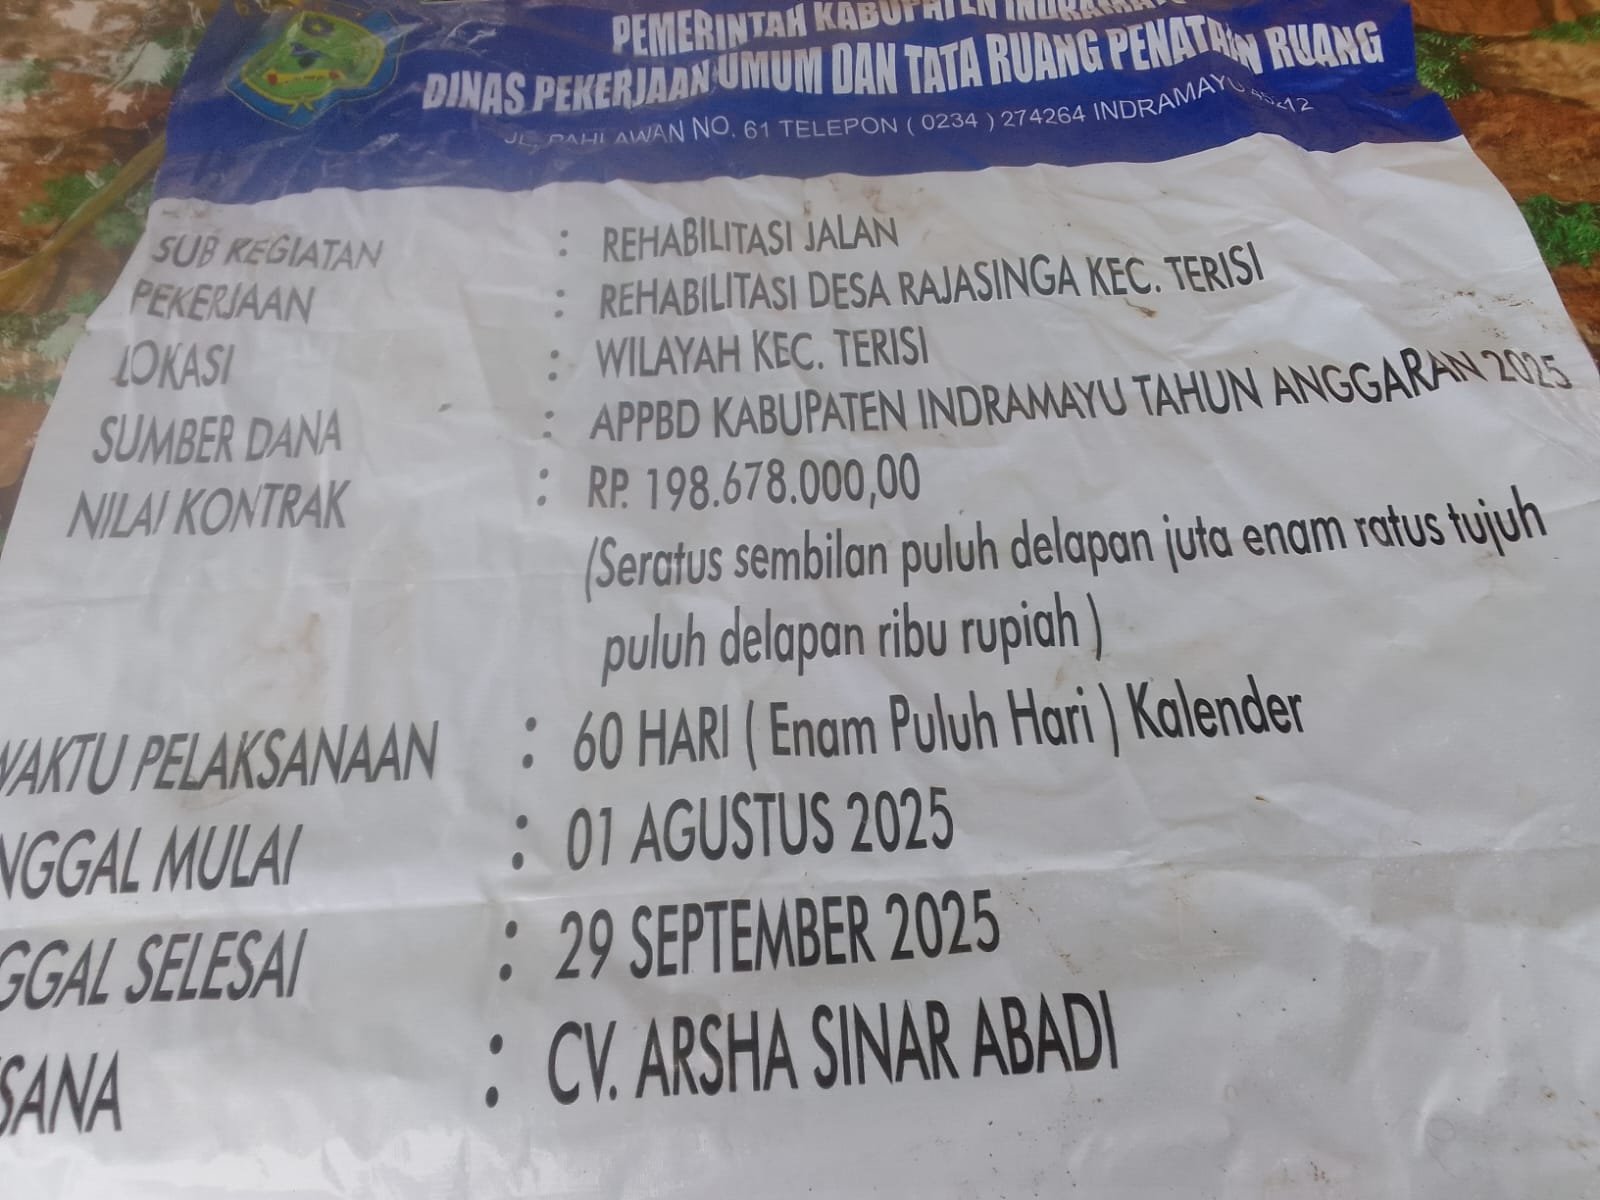 PEMERINTAH KABUPATEN INDRAMAYU
DINAS PEKERJAAN UMUM DAN TATA RUANG PENATAAN RUANG
JL. PAHLAWAN NO. 61 TELEPON ( 0234 ) 274264 INDRAMAYU 45212
SUB KEGIATAN : REHABILITASI JALAN
PEKERJAAN : REHABILITASI DESA RAJASINGA KEC. TERISI
LOKASI : WILAYAH KEC. TERISI
SUMBER DANA : APPBD KABUPATEN INDRAMAYU TAHUN ANGGARAN 2025
NILAI KONTRAK : RP. 198.678.000,00
(Seratus sembilan puluh delapan juta enam ratus tujuh
puluh delapan ribu rupiah )
WAKTU PELAKSANAAN : 60 HARI ( Enam Puluh Hari ) Kalender
NGGAL MULAI : 01 AGUSTUS 2025
GGAL SELESAI : 29 SEPTEMBER 2025
SANA : CV. ARSHA SINAR ABADI